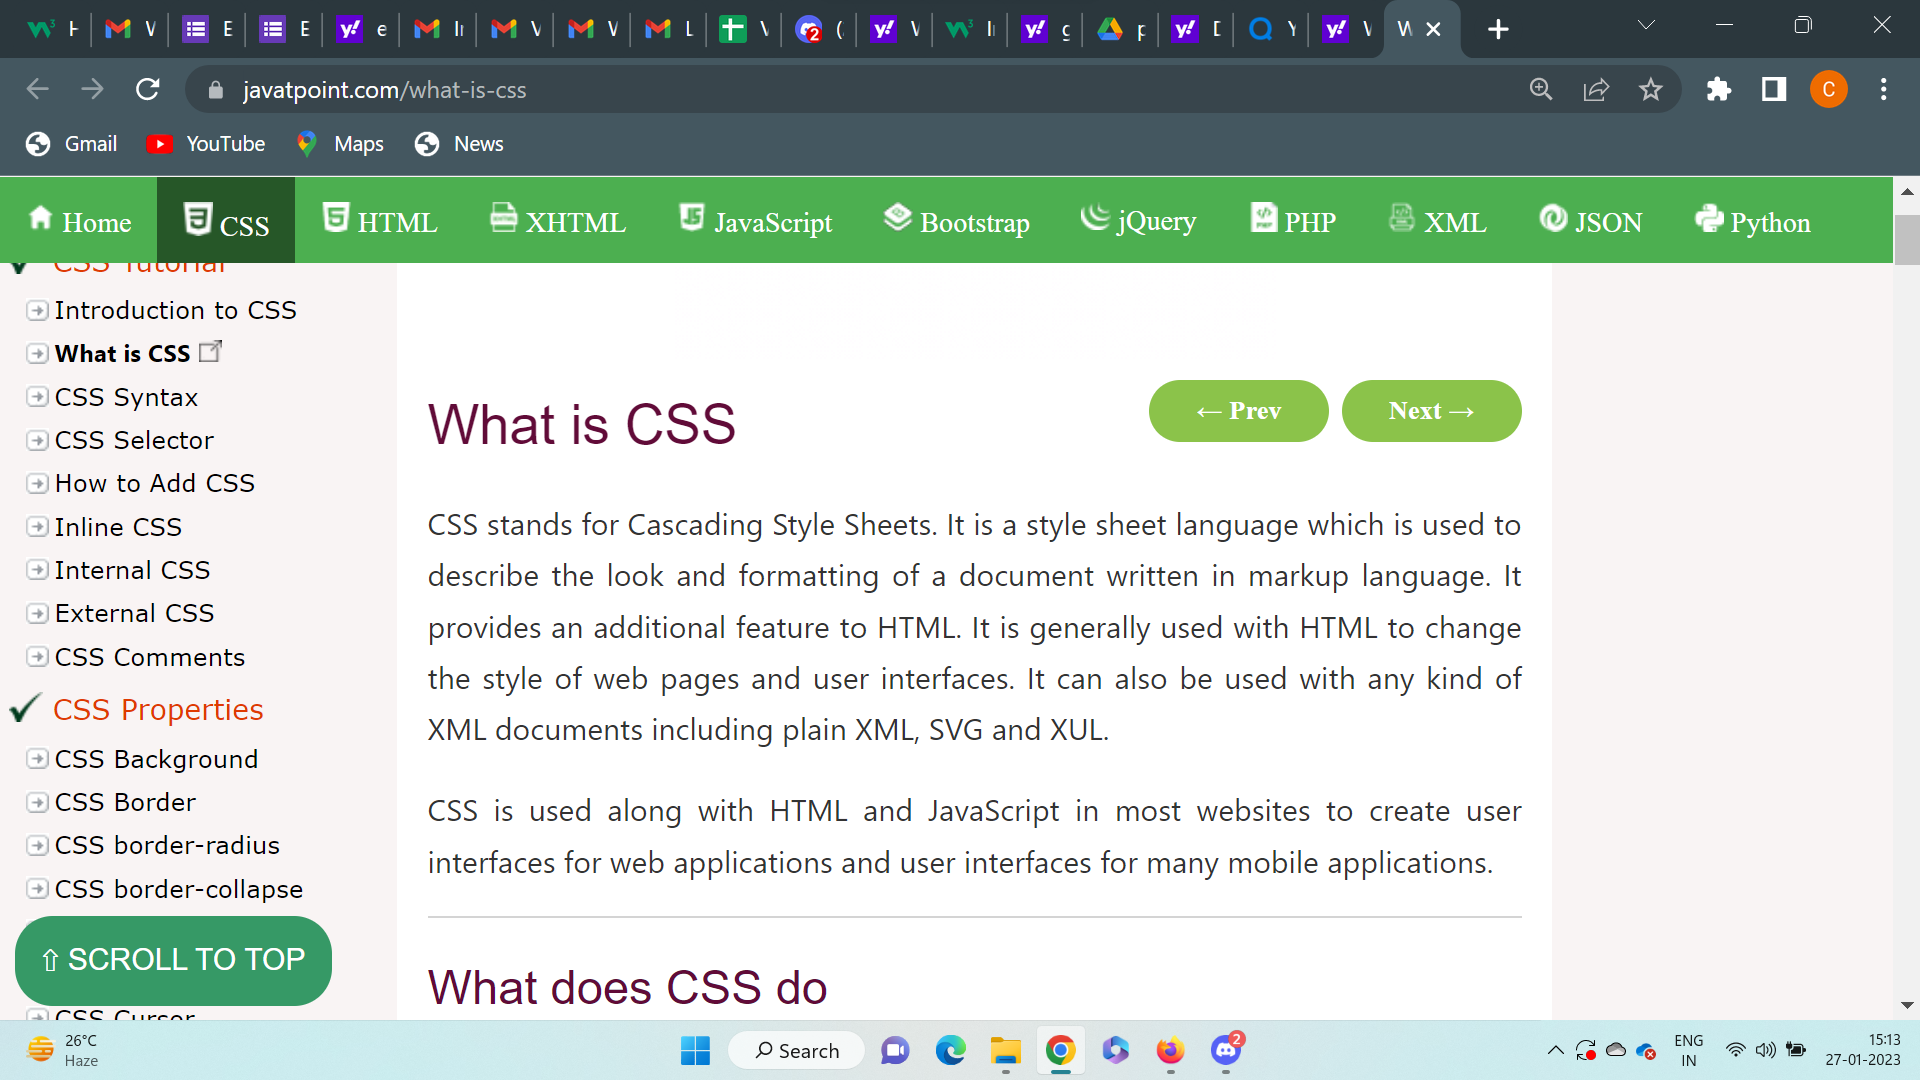 javatpoint.com/what-is-css
C
Gmail YouTube Maps News
Home CSS HTML XHTML JavaScript Bootstrap jQuery PHP XML JSON Python
CSS Tutorial
Introduction to CSS
What is CSS
CSS Syntax
CSS Selector
How to Add CSS
Inline CSS
Internal CSS
External CSS
CSS Comments
CSS Properties
CSS Background
CSS Border
CSS border-radius
CSS border-collapse
⇧ SCROLL TO TOP
CSS Cursor
What is CSS
← Prev Next →
CSS stands for Cascading Style Sheets. It is a style sheet language which is used to
describe the look and formatting of a document written in markup language. It
provides an additional feature to HTML. It is generally used with HTML to change
the style of web pages and user interfaces. It can also be used with any kind of
XML documents including plain XML, SVG and XUL.
CSS is used along with HTML and JavaScript in most websites to create user
interfaces for web applications and user interfaces for many mobile applications.
What does CSS do
26°C
Haze
Search
2
ENG
IN
15:13
27-01-2023